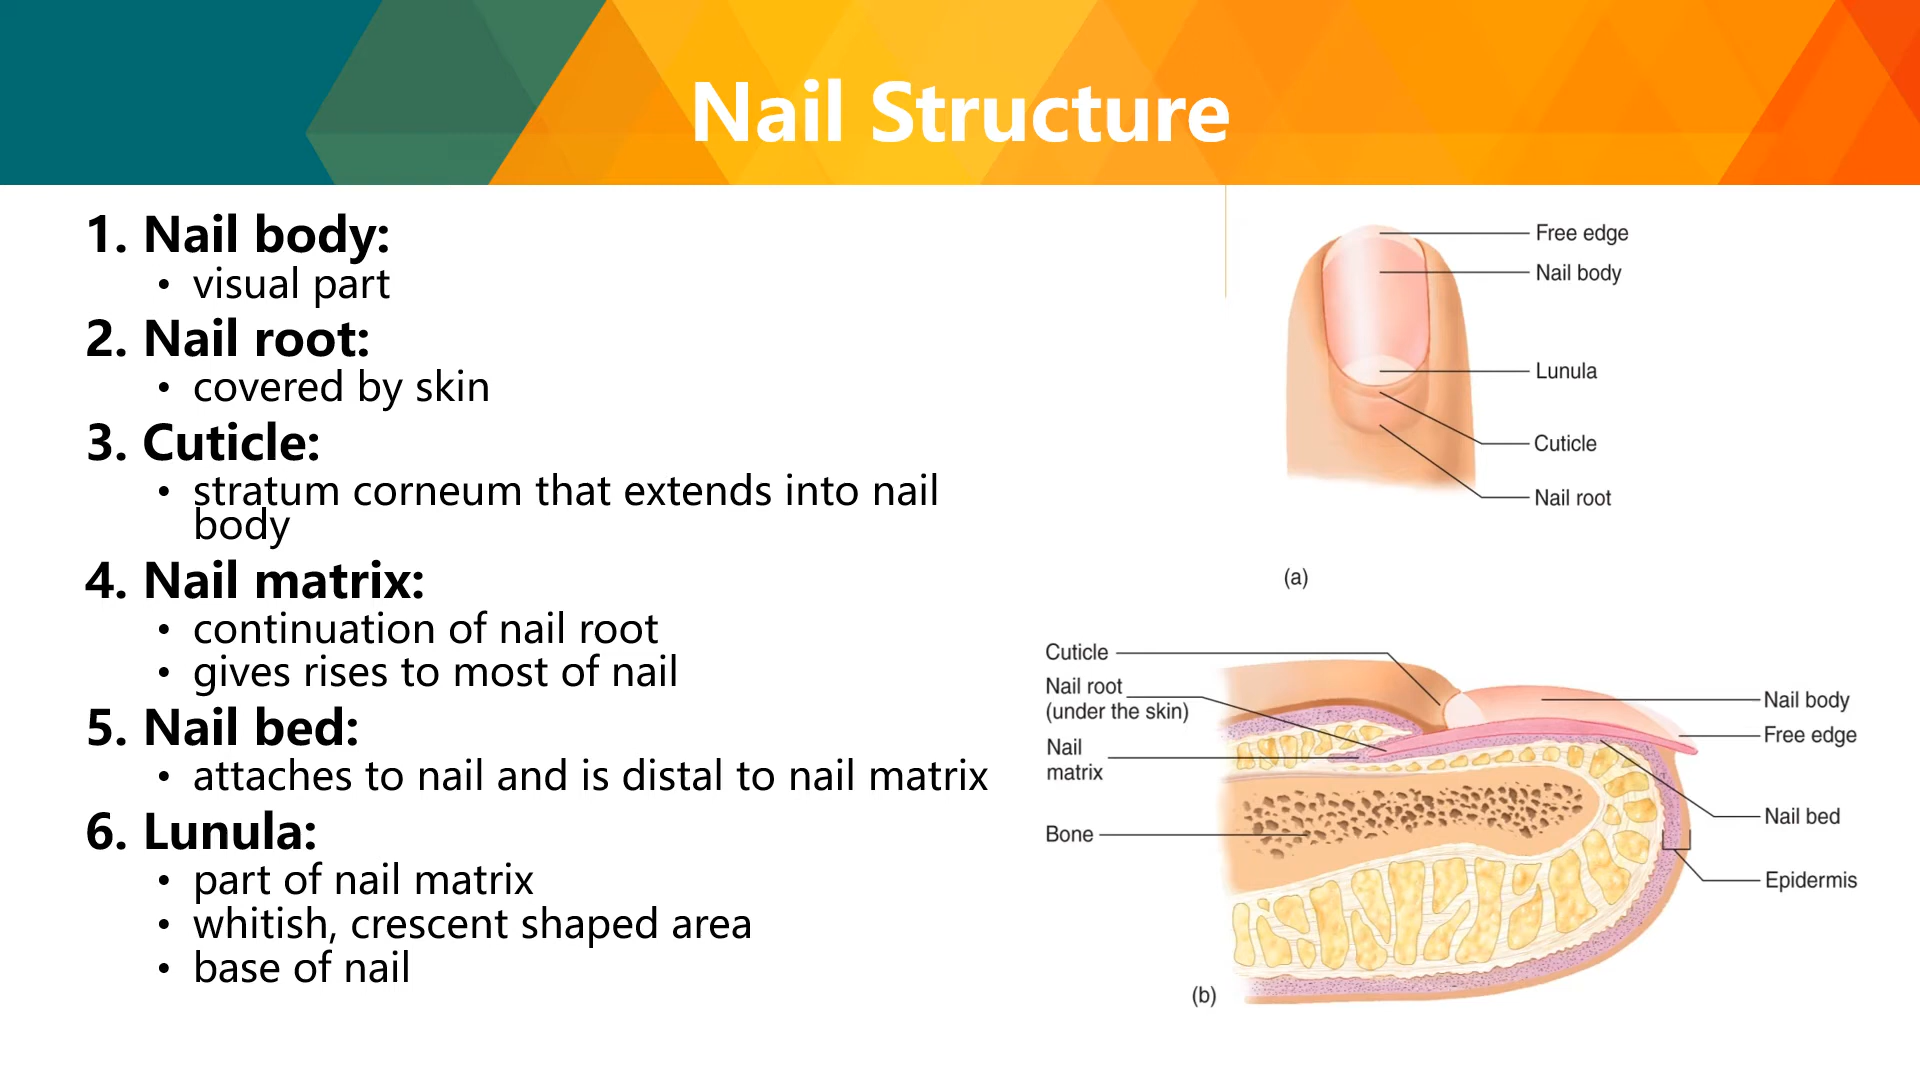 Nail Structure
1. Nail body:
• visual part
2. Nail root:
• covered by skin
3. Cuticle:
• stratum corneum that extends into nail
body
4. Nail matrix:
• continuation of nail root
• gives rises to most of nail
5. Nail bed:
• attaches to nail and is distal to nail matrix
6. Lunula:
• part of nail matrix
• whitish, crescent shaped area
• base of nail
Free edge
Nail body
Lunula
Cuticle
Nail root
(a)
Cuticle
Nail root
(under the skin)
Nail
matrix
Bone
Nail body
Free edge
Nail bed
Epidermis
(b)